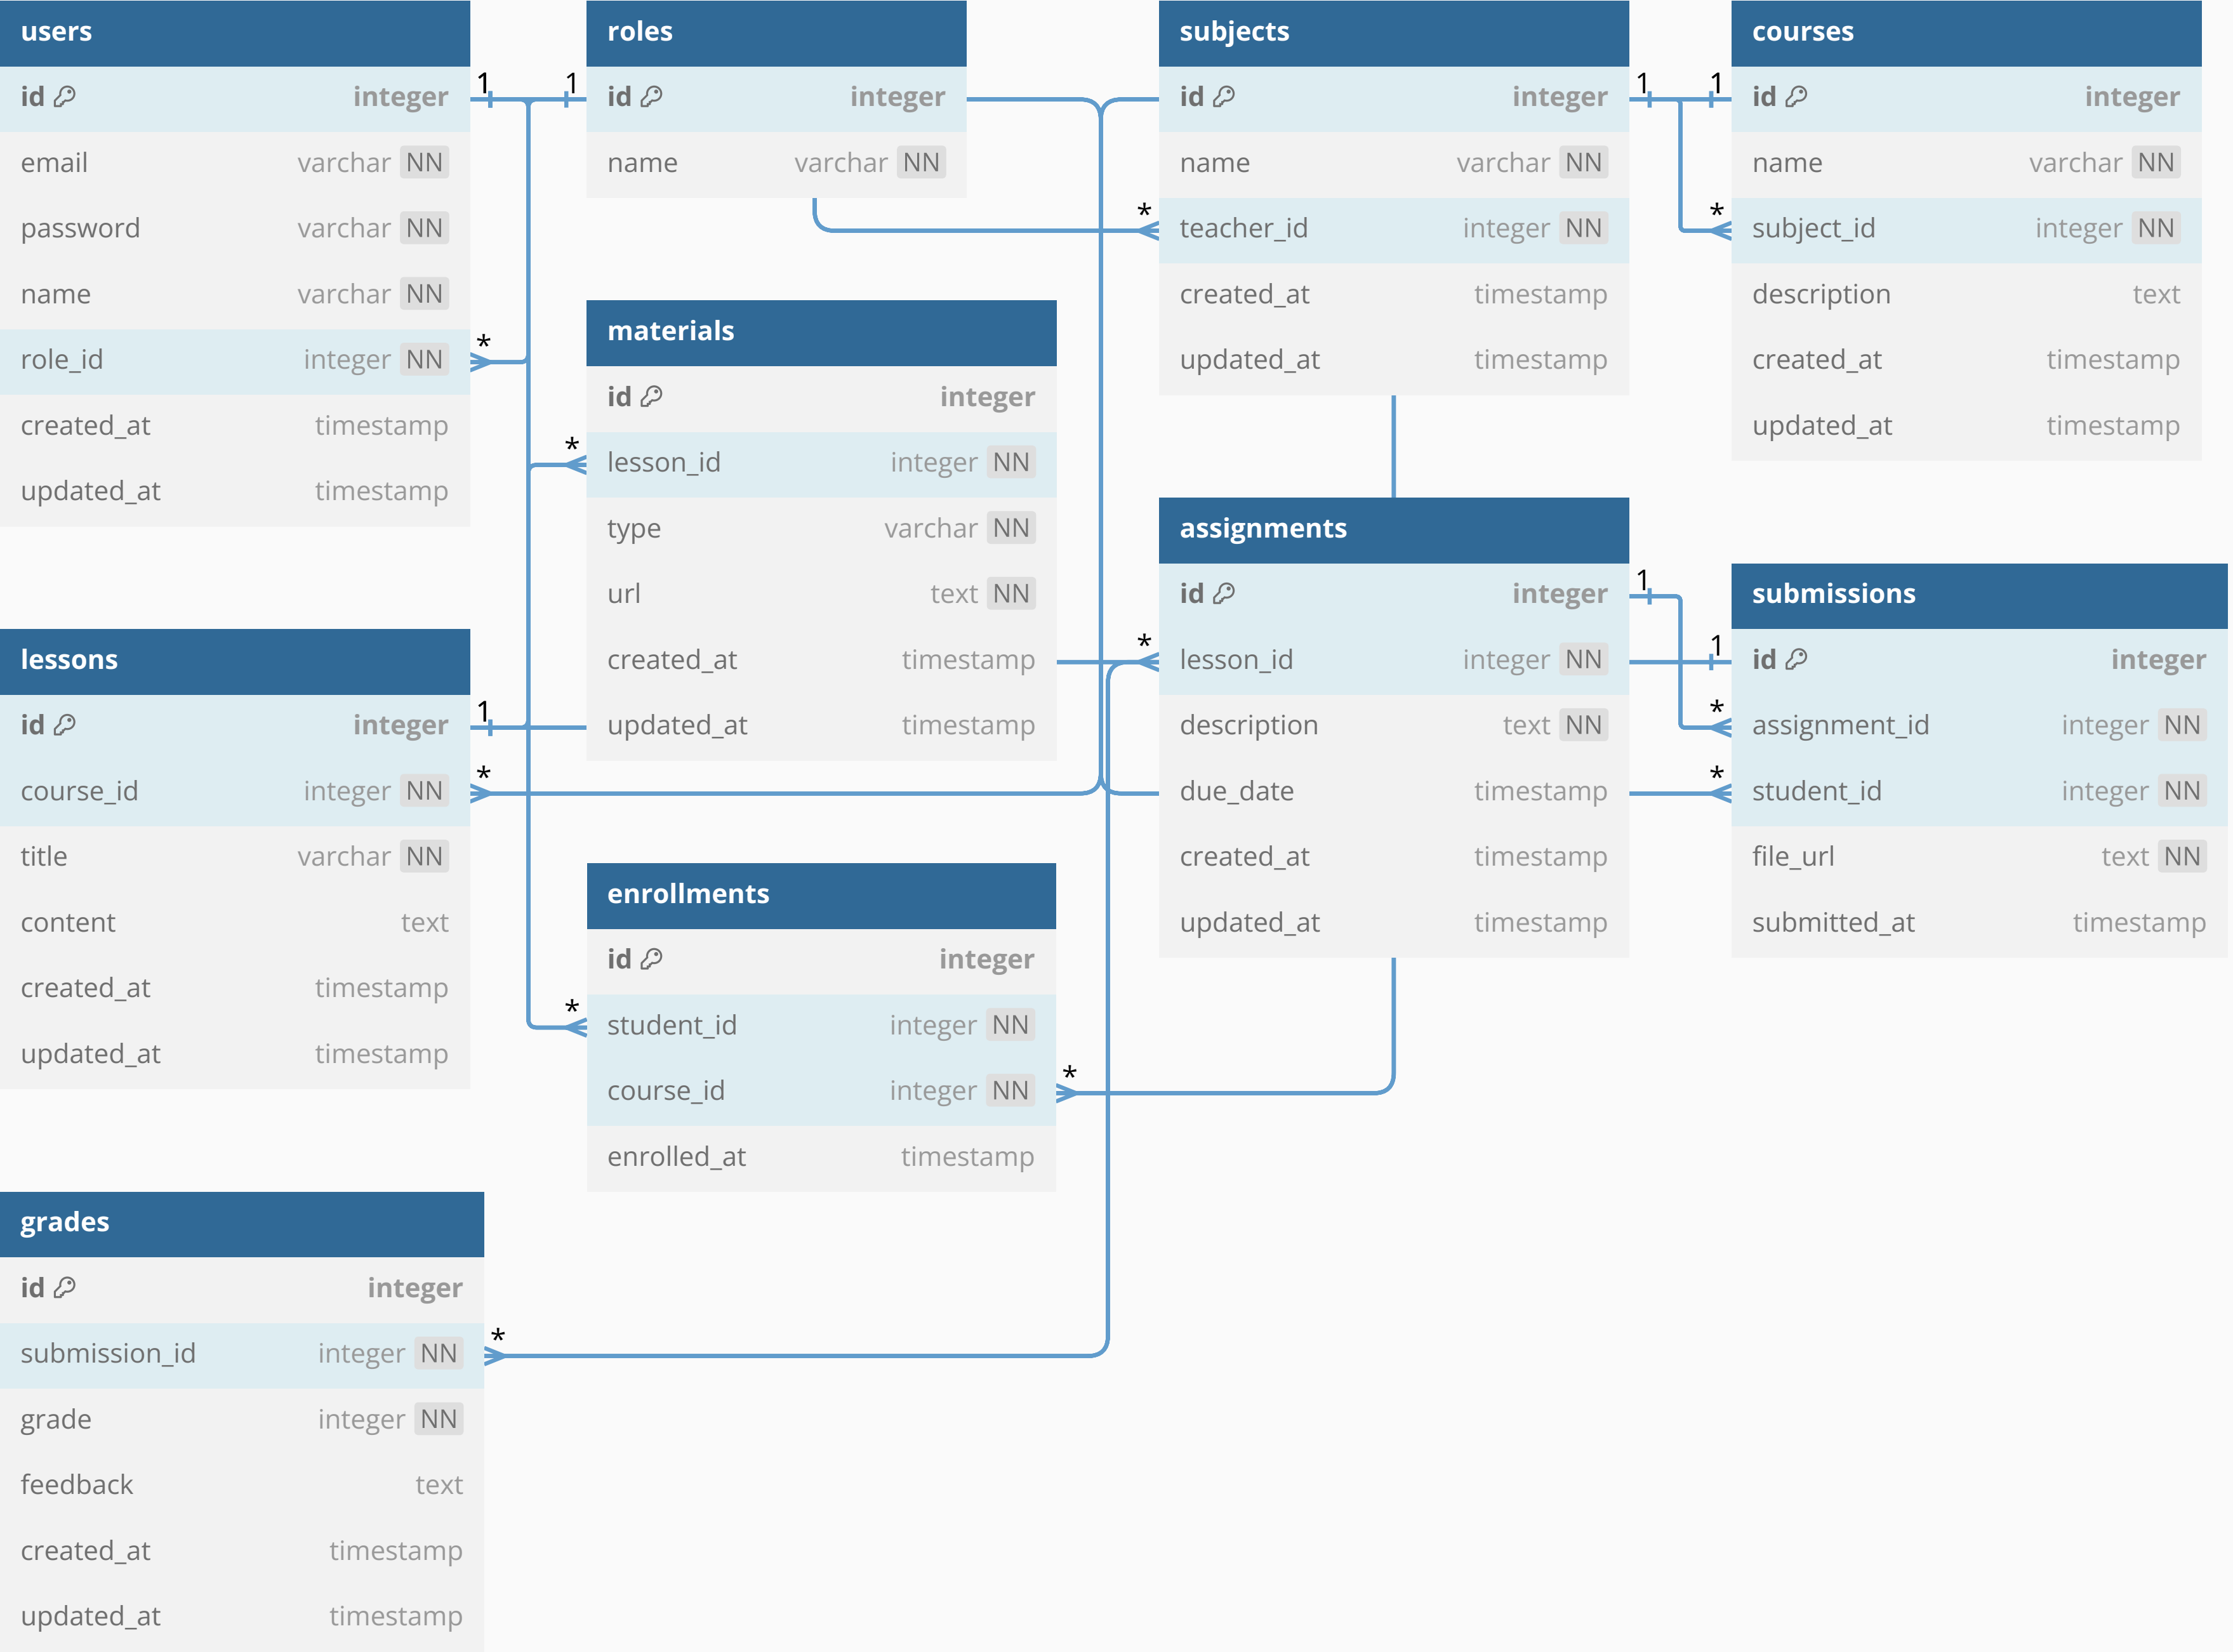 users
id integer
email varchar NN
password varchar NN
name varchar NN
role_id integer NN
created_at timestamp
updated_at timestamp
1
*
roles
1
id integer
name varchar NN
subjects
id integer
name varchar NN
teacher_id integer NN
created_at timestamp
updated_at timestamp
*
1
courses
1
id integer
name varchar NN
subject_id integer NN
description text
created_at timestamp
updated_at timestamp
*
materials
id integer
lesson_id integer NN
type varchar NN
url text NN
created_at timestamp
updated_at timestamp
*
assignments
id integer
lesson_id integer NN
description text NN
due_date timestamp
created_at timestamp
updated_at timestamp
1
*
submissions
1
id integer
assignment_id integer NN
student_id integer NN
file_url text NN
submitted_at timestamp
*
*
lessons
id integer
course_id integer NN
title varchar NN
content text
created_at timestamp
updated_at timestamp
1
*
enrollments
id integer
student_id integer NN
course_id integer NN
enrolled_at timestamp
*
*
grades
id integer
submission_id integer NN
grade integer NN
feedback text
created_at timestamp
updated_at timestamp
*